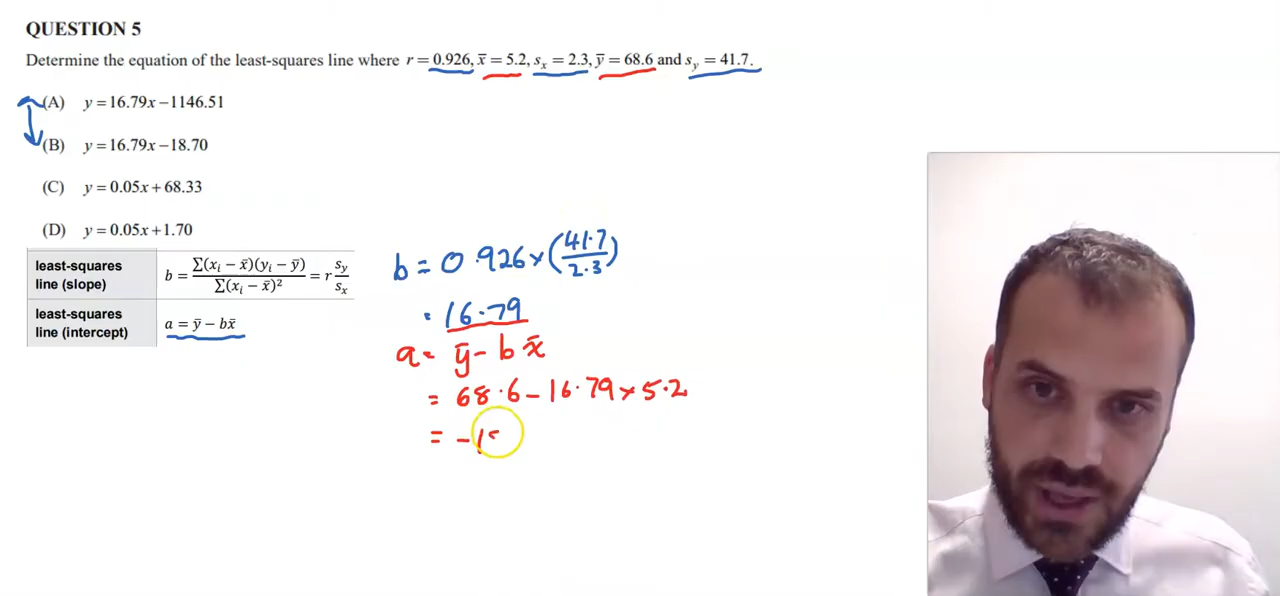 QUESTION 5
Determine the equation of the least-squares line where r = 0.926, x̄ = 5.2, sₓ = 2.3, ȳ = 68.6 and s_y = 41.7.
(A) y = 16.79x − 1146.51
(B) y = 16.79x − 18.70
(C) y = 0.05x + 68.33
(D) y = 0.05x + 1.70
least-squares line (slope) b = Σ(xᵢ − x̄)(yᵢ − ȳ) / Σ(xᵢ − x̄)² = r s_y / sₓ
least-squares line (intercept) a = ȳ − bx̄
b = 0.926 × (41.7 / 2.3)
= 16.79
a = ȳ − b x̄
= 68.6 − 16.79 × 5.2
= −1